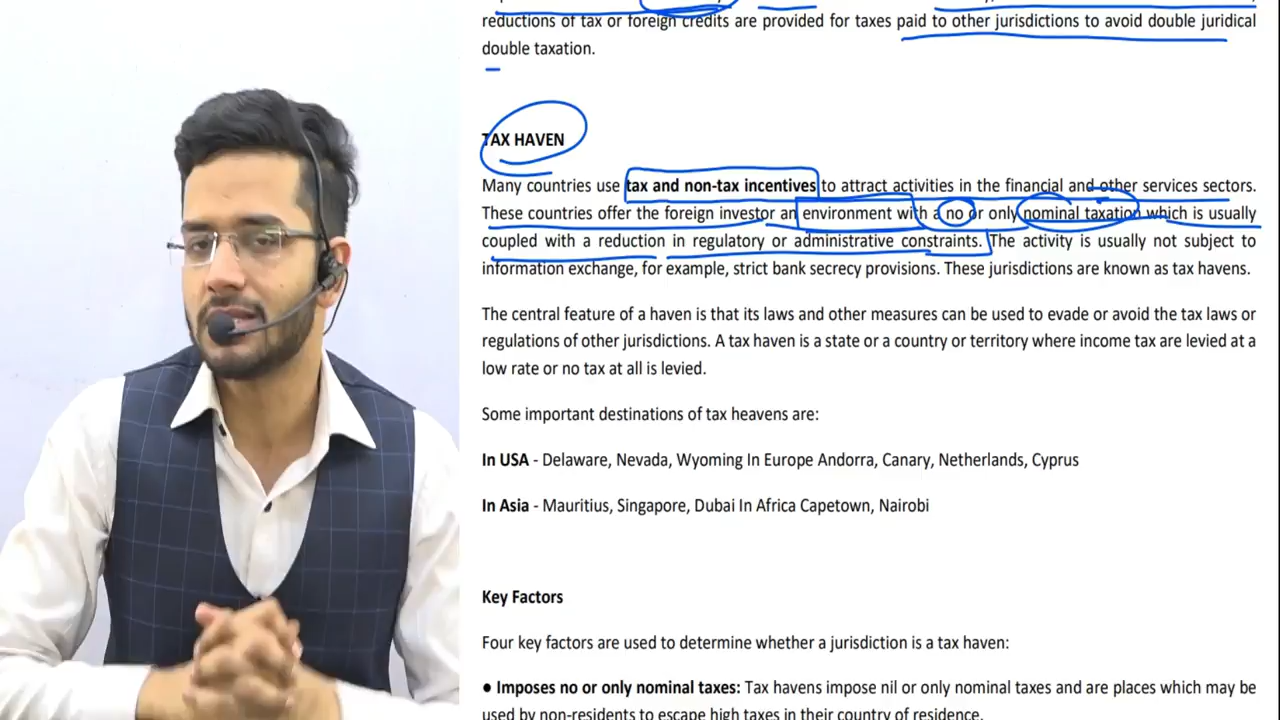 reductions of tax or foreign credits are provided for taxes paid to other jurisdictions to avoid double juridical
double taxation.
TAX HAVEN
Many countries use tax and non-tax incentives to attract activities in the financial and other services sectors.
These countries offer the foreign investor an environment with a no or only nominal taxation which is usually
coupled with a reduction in regulatory or administrative constraints. The activity is usually not subject to
information exchange, for example, strict bank secrecy provisions. These jurisdictions are known as tax havens.
The central feature of a haven is that its laws and other measures can be used to evade or avoid the tax laws or
regulations of other jurisdictions. A tax haven is a state or a country or territory where income tax are levied at a
low rate or no tax at all is levied.
Some important destinations of tax heavens are:
In USA - Delaware, Nevada, Wyoming In Europe Andorra, Canary, Netherlands, Cyprus
In Asia - Mauritius, Singapore, Dubai In Africa Capetown, Nairobi
Key Factors
Four key factors are used to determine whether a jurisdiction is a tax haven:
● Imposes no or only nominal taxes: Tax havens impose nil or only nominal taxes and are places which may be
used by non-residents to escape high taxes in their country of residence.